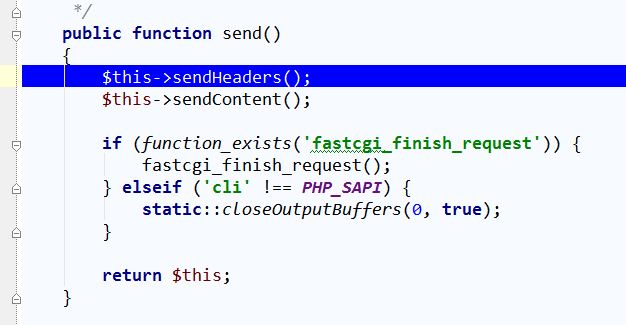 */
public function send()
{
$this->sendHeaders();
$this->sendContent();
if (function_exists('fastcgi_finish_request')) {
fastcgi_finish_request();
} elseif ('cli' !== PHP_SAPI) {
static::closeOutputBuffers(0, true);
}
return $this;
}